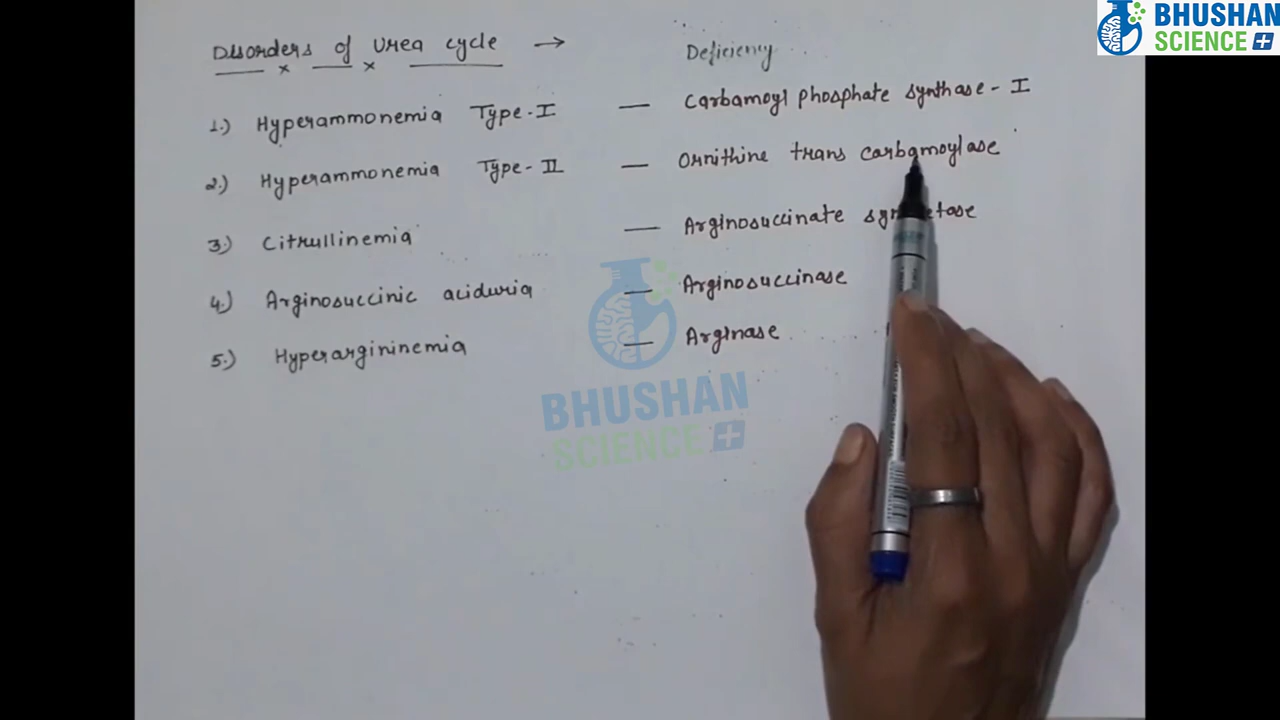 BHUSHAN
SCIENCE +
Disorders of Urea cycle → Deficiency
1.) Hyperammonemia Type-I — Carbamoyl phosphate synthase-I
2.) Hyperammonemia Type-II — Ornithine trans carbamoylase
3.) Citrullinemia — Arginosuccinate
4.) Arginosuccinic aciduria — Arginosuccinase
5.) Hyperargininemia — Arginase
BHUSHAN
SCIENCE +